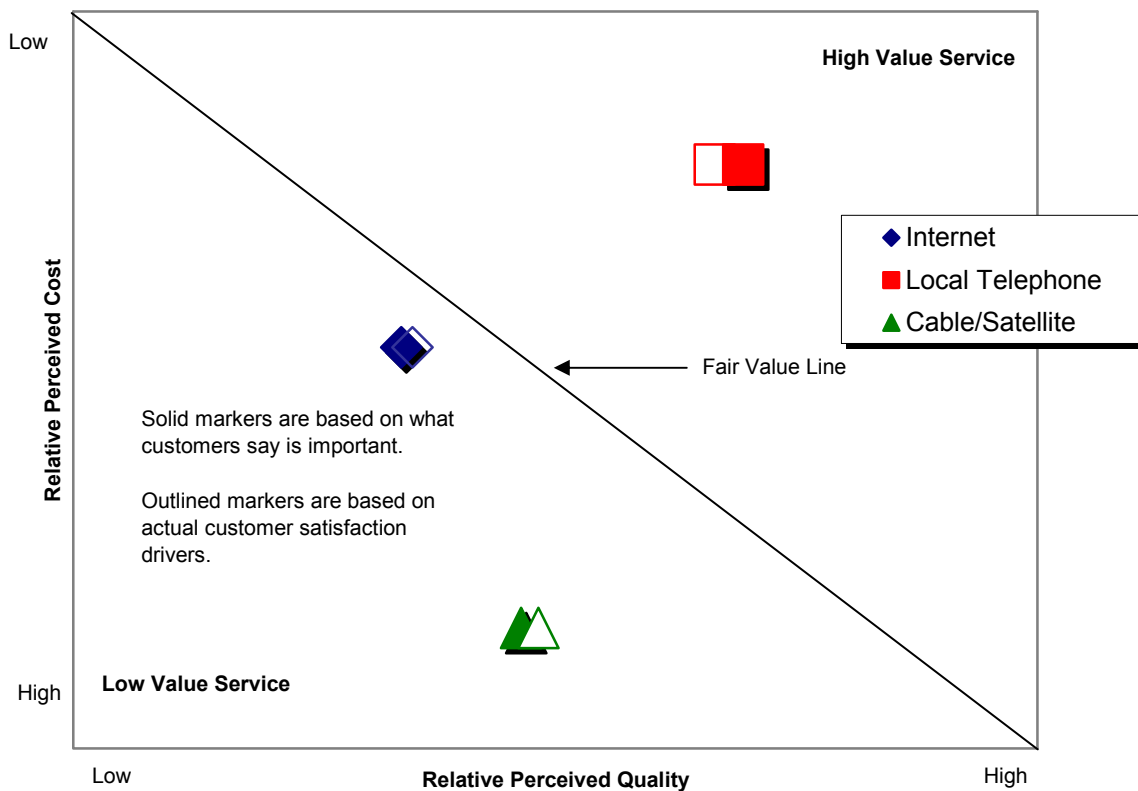 Low
High Value Service
Internet
Local Telephone
Cable/Satellite
Relative Perceived Cost
Fair Value Line
Solid markers are based on what
customers say is important.
Outlined markers are based on
actual customer satisfaction
drivers.
High
Low Value Service
Low
Relative Perceived Quality
High